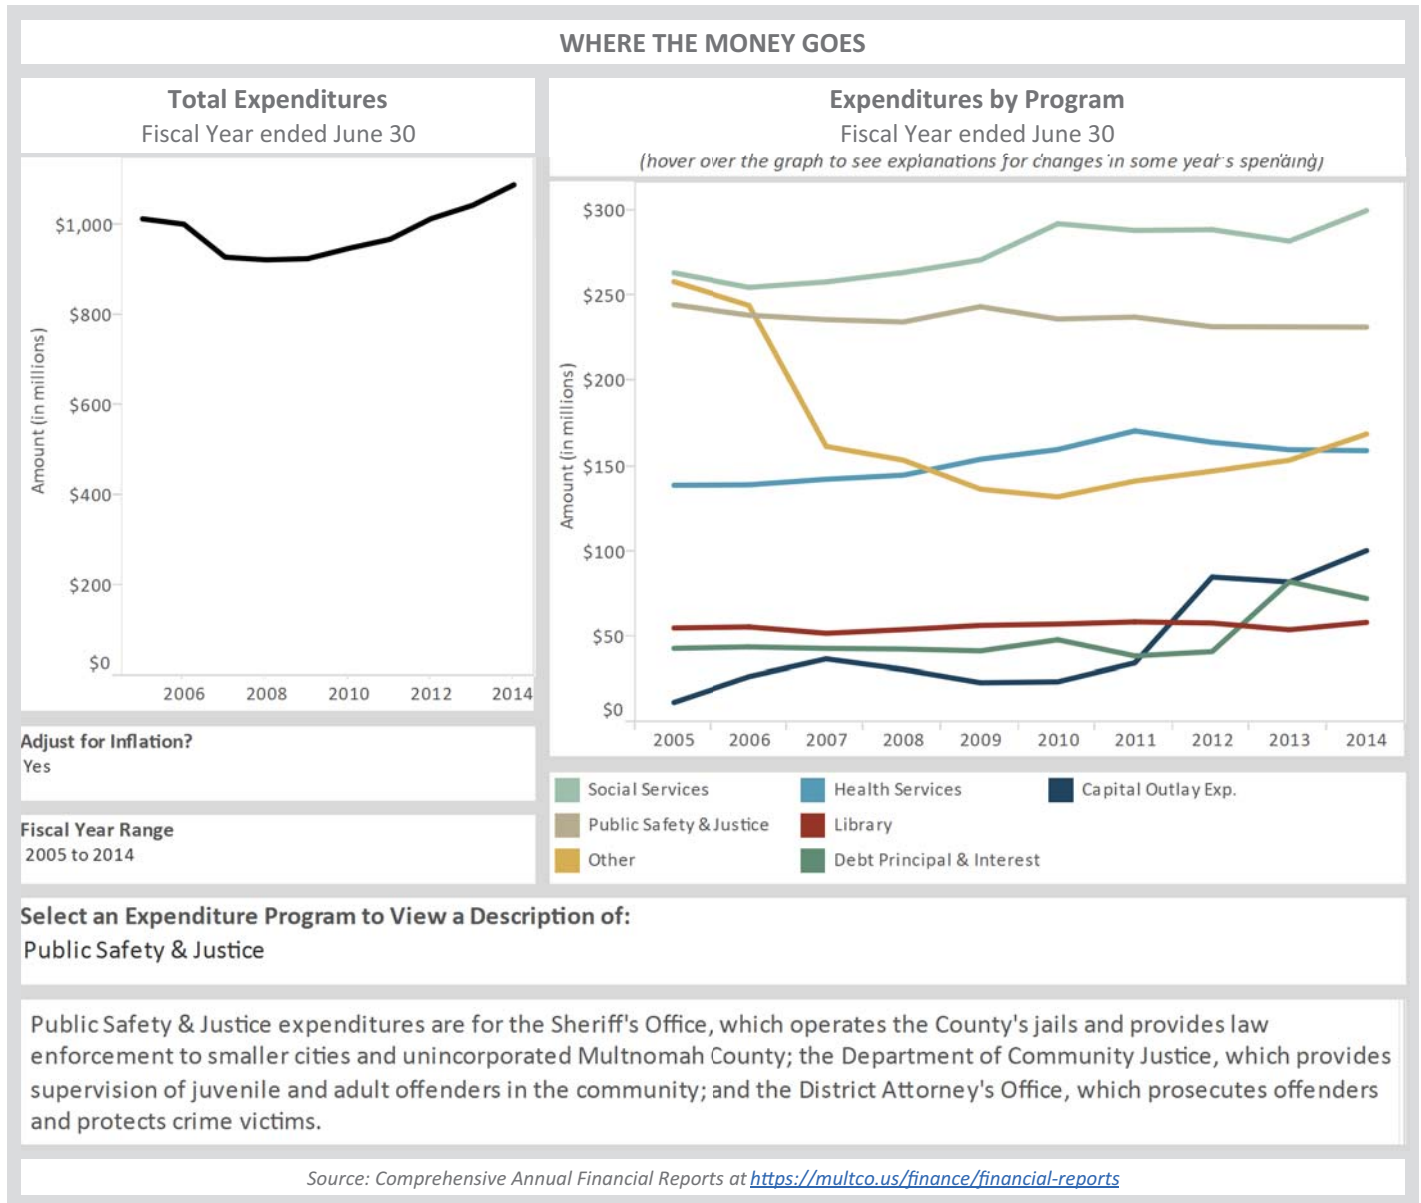 WHERE THE MONEY GOES
Total Expenditures
Fiscal Year ended June 30
$1,000
$800
$600
$400
$200
$0
Amount (in millions)
2006 2008 2010 2012 2014
Expenditures by Program
Fiscal Year ended June 30
(hover over the graph to see explanations for changes in some year's spending)
$300
$250
$200
$150
$100
$50
$0
Amount (in millions)
2005 2006 2007 2008 2009 2010 2011 2012 2013 2014
Adjust for Inflation?
Yes
Fiscal Year Range
2005 to 2014
Social Services Health Services Capital Outlay Exp.
Public Safety & Justice Library
Other Debt Principal & Interest
Select an Expenditure Program to View a Description of:
Public Safety & Justice
Public Safety & Justice expenditures are for the Sheriff's Office, which operates the County's jails and provides law
enforcement to smaller cities and unincorporated Multnomah County; the Department of Community Justice, which provides
supervision of juvenile and adult offenders in the community; and the District Attorney's Office, which prosecutes offenders
and protects crime victims.
Source: Comprehensive Annual Financial Reports at https://multco.us/finance/financial-reports